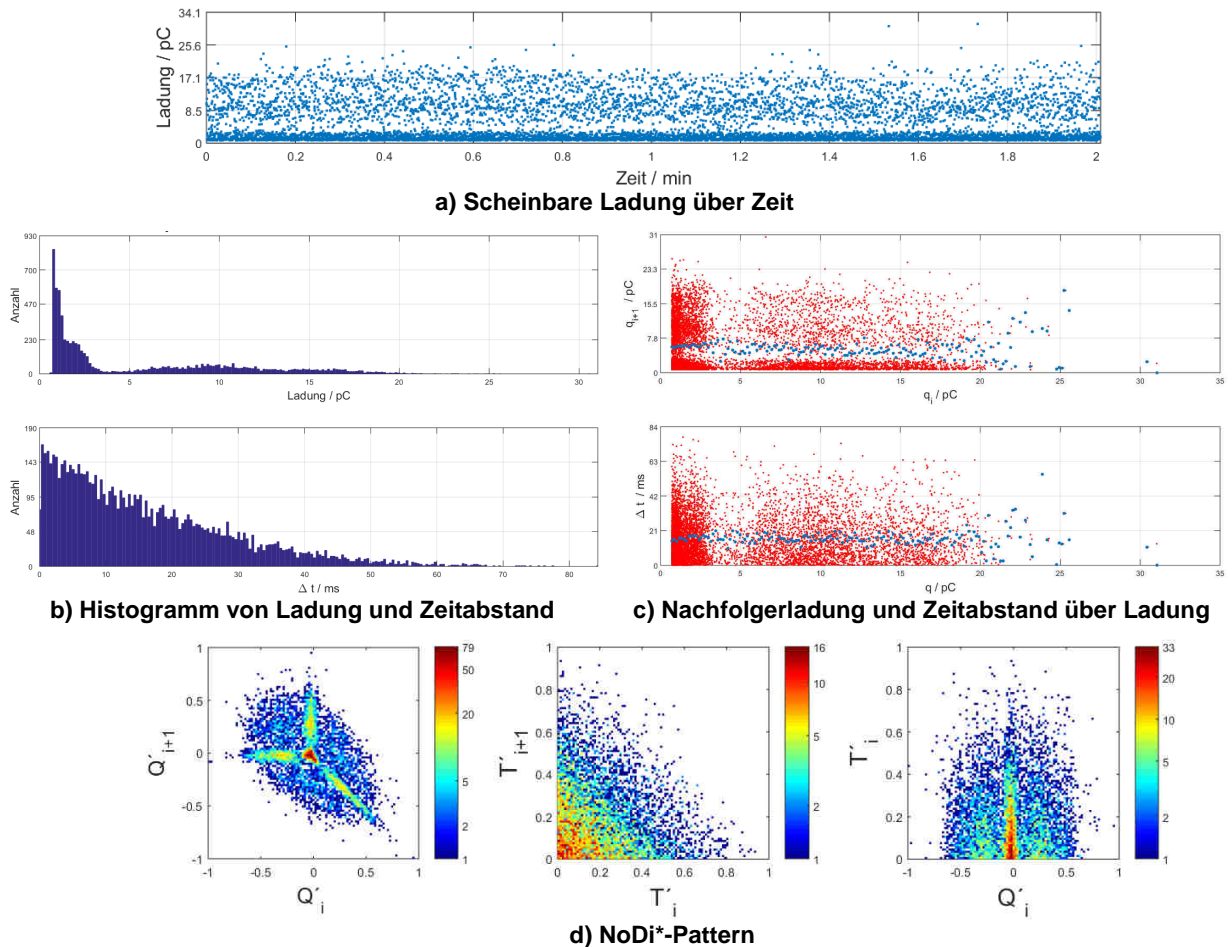 34.1
25.6
17.1
8.5
0
Ladung / pC
0 0.2 0.4 0.6 0.8 1 1.2 1.4 1.6 1.8 2
Zeit / min
a) Scheinbare Ladung über Zeit
930
700
470
230
0
Anzahl
0 5 10 15 20 25 30
Ladung / pC
31
23.3
15.5
7.8
0
q i+1 / pC
0 5 10 15 20 25 30 35
q i / pC
190
143
95
48
0
Anzahl
0 10 20 30 40 50 60 70 80
Δ t / ms
84
63
42
21
0
Δ t / ms
0 5 10 15 20 25 30 35
q / pC
b) Histogramm von Ladung und Zeitabstand
c) Nachfolgerladung und Zeitabstand über Ladung
1
0.5
0
-0.5
-1
Q´ i+1
-1 -0.5 0 0.5 1
Q´ i
79
50
20
10
5
2
1
1
0.8
0.6
0.4
0.2
0
T´ i+1
0 0.2 0.4 0.6 0.8 1
T´ i
16
10
5
2
1
1
0.8
0.6
0.4
0.2
0
T´ i
-1 -0.5 0 0.5 1
Q´ i
33
20
10
5
2
1
d) NoDi*-Pattern